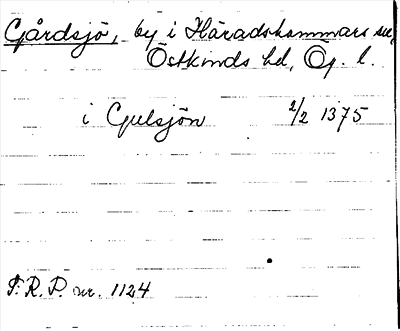 Gårdsjö, by i Häradshammars sn,
Östkinds hd, Ög. l.
i Gulsjön 2/2 1375
S. R. P. nr. 1124